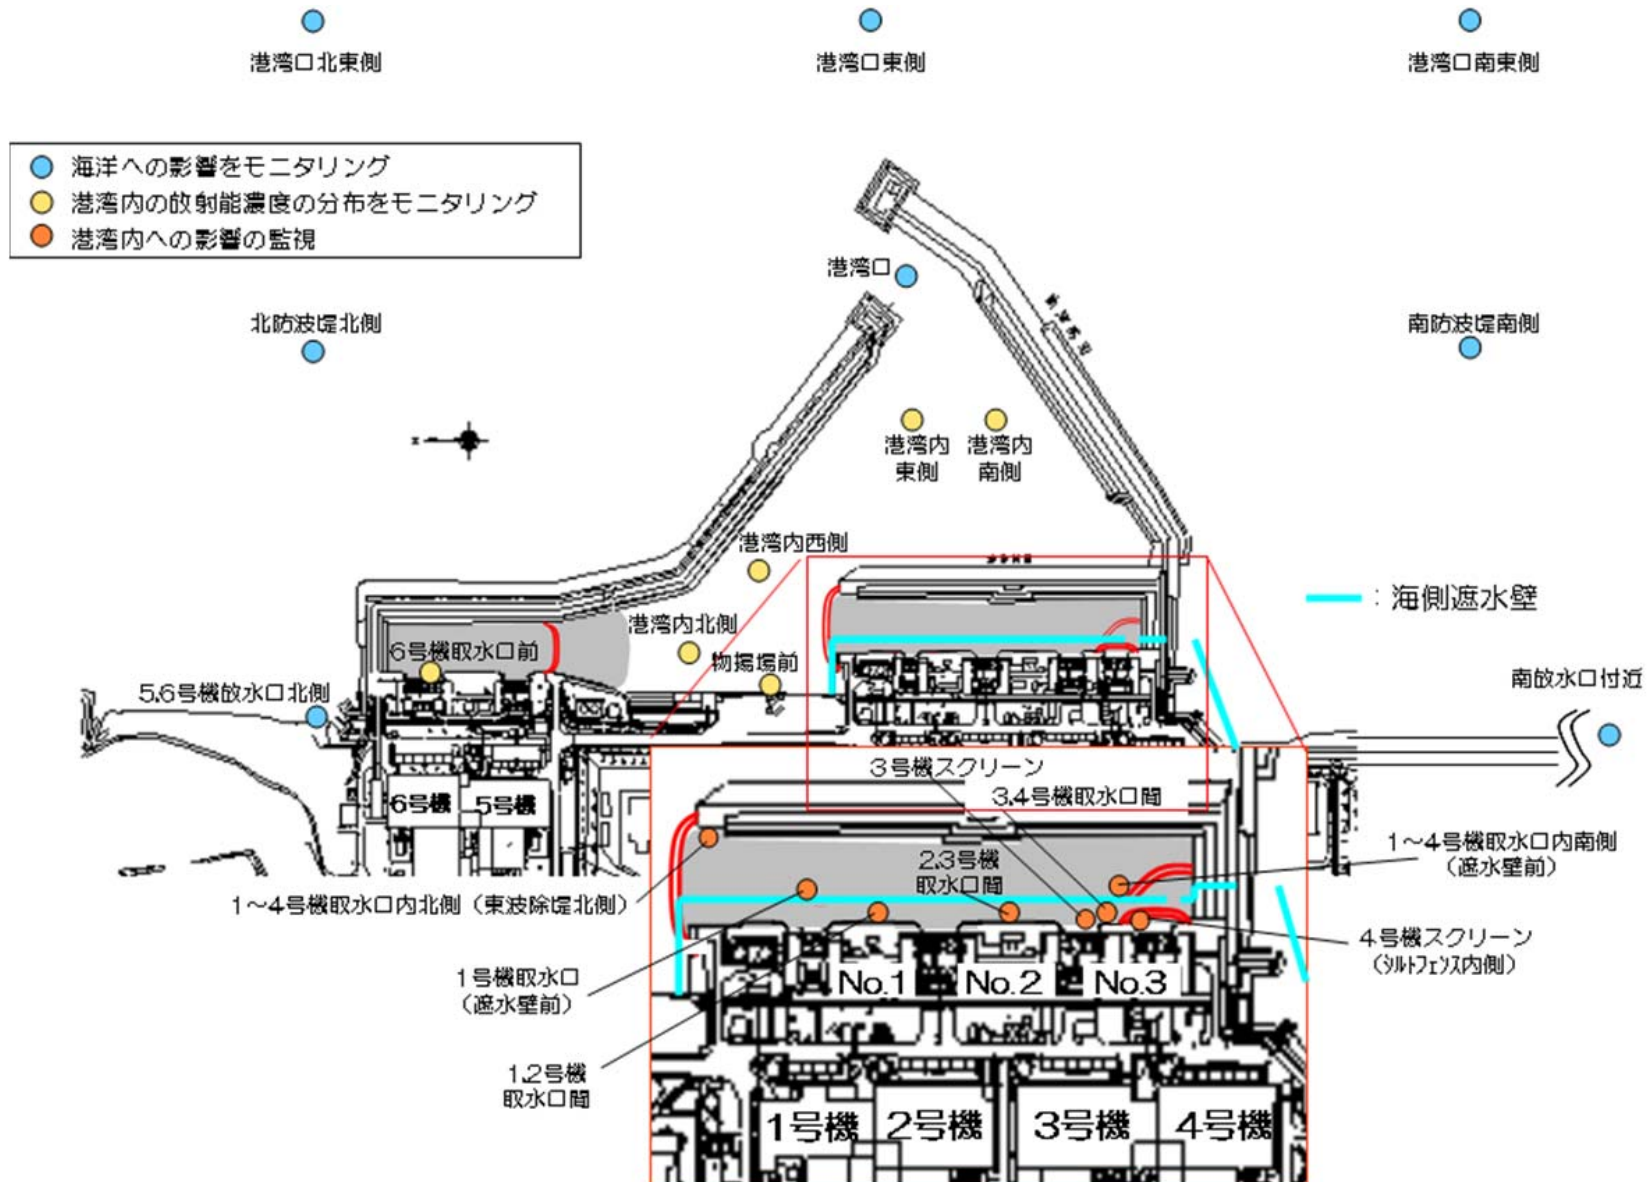 港湾口北東側
港湾口東側
港湾口南東側
海洋への影響をモニタリング
港湾内の放射能濃度の分布をモニタリング
港湾内への影響の監視
港湾口
北防波堤北側
南防波堤南側
港湾内
東側
港湾内
南側
港湾内西側
:海側遮水壁
港湾内北側
6号機取水口前
物揚場前
5,6号機放水口北側
南放水口付近
6号機
5号機
3号機スクリーン
3,4号機取水口間
1～4号機取水口内南側
(遮水壁前)
2,3号機
取水口間
1～4号機取水口内北側(東波除堤北側)
4号機スクリーン
(シルトフェンス内側)
1号機取水口
(遮水壁前)
No.1
No.2
No.3
1,2号機
取水口間
1号機
2号機
3号機
4号機